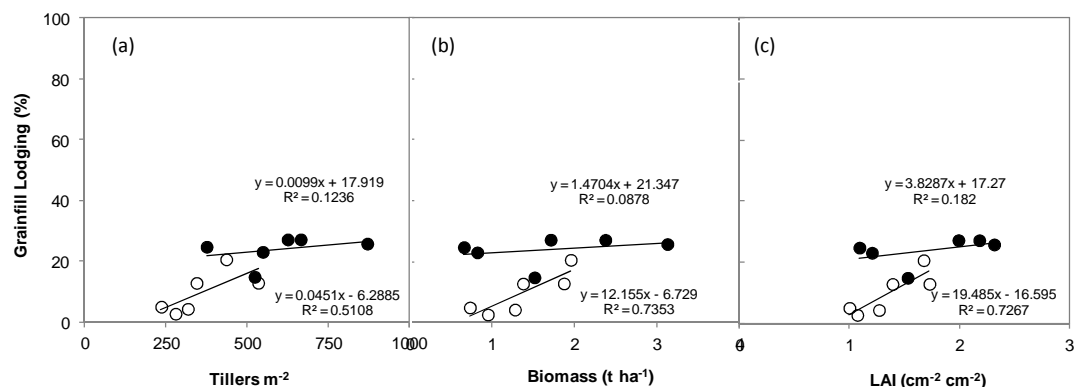 (a)
(b)
(c)
100
80
60
40
20
0
Grainfill Lodging (%)
y = 0.0099x + 17.919
R² = 0.1236
y = 0.0451x - 6.2885
R² = 0.5108
y = 1.4704x + 21.347
R² = 0.0878
y = 12.155x - 6.729
R² = 0.7353
y = 3.8287x + 17.27
R² = 0.182
y = 19.485x - 16.595
R² = 0.7267
0 250 500 750 1000
0 1 2 3 4
0 1 2 3
Tillers m⁻²
Biomass (t ha⁻¹)
LAI (cm⁻² cm⁻²)